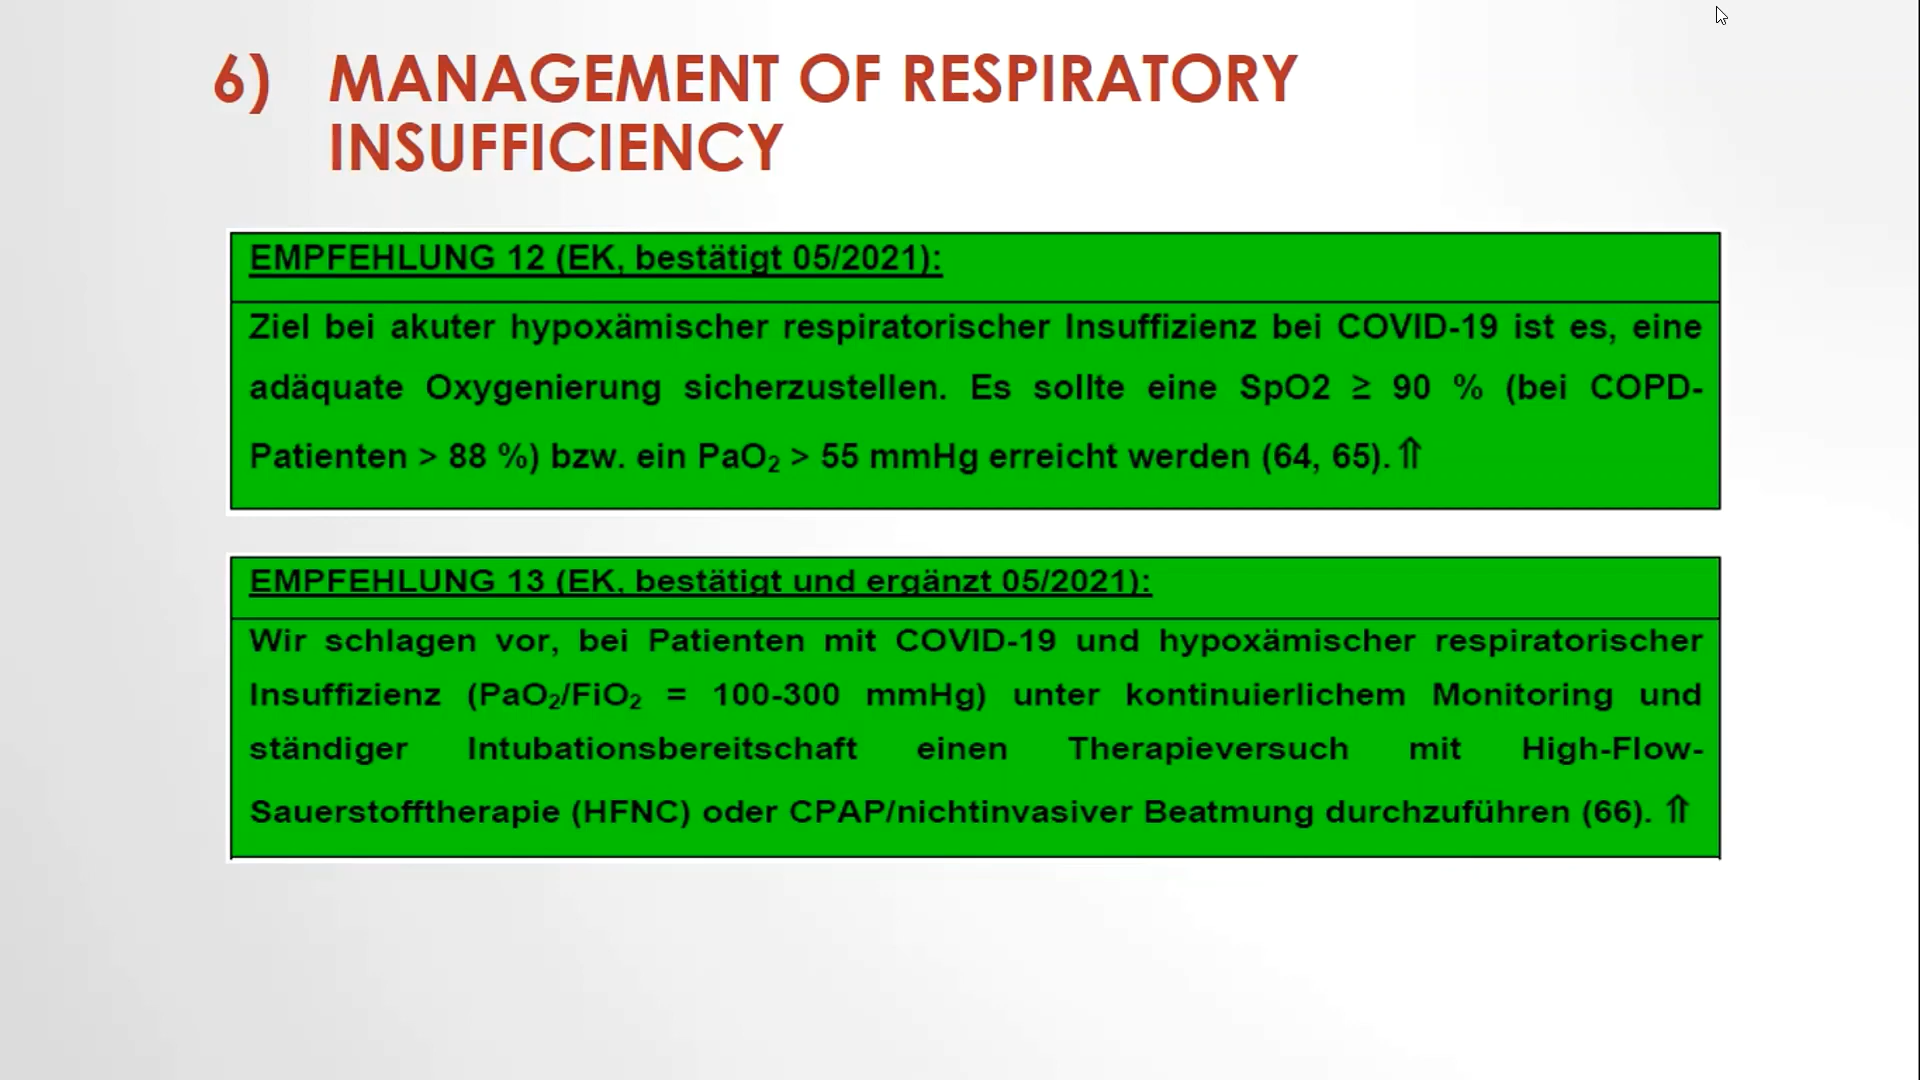 6) MANAGEMENT OF RESPIRATORY
INSUFFICIENCY
EMPFEHLUNG 12 (EK, bestätigt 05/2021):
Ziel bei akuter hypoxämischer respiratorischer Insuffizienz bei COVID-19 ist es, eine
adäquate Oxygenierung sicherzustellen. Es sollte eine SpO2 ≥ 90 % (bei COPD-
Patienten > 88 %) bzw. ein PaO₂ > 55 mmHg erreicht werden (64, 65). ⇑
EMPFEHLUNG 13 (EK, bestätigt und ergänzt 05/2021):
Wir schlagen vor, bei Patienten mit COVID-19 und hypoxämischer respiratorischer
Insuffizienz (PaO₂/FiO₂ = 100-300 mmHg) unter kontinuierlichem Monitoring und
ständiger Intubationsbereitschaft einen Therapieversuch mit High-Flow-
Sauerstofftherapie (HFNC) oder CPAP/nichtinvasiver Beatmung durchzuführen (66). ⇑